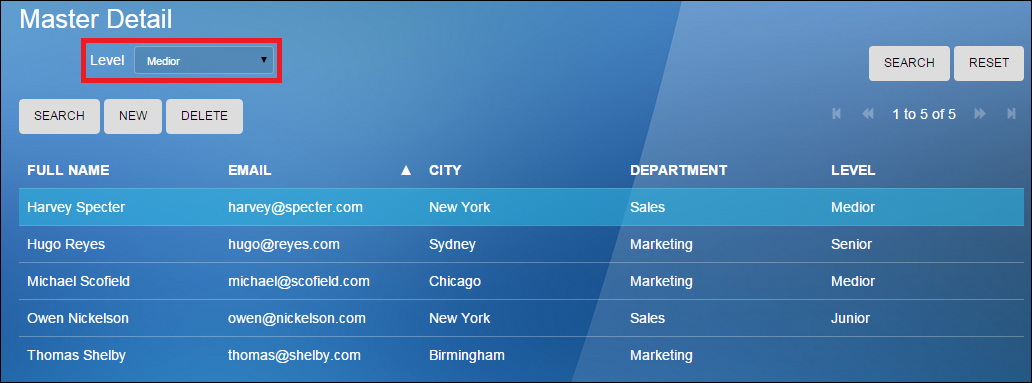 Master Detail
Level Medior SEARCH RESET
SEARCH NEW DELETE 1 to 5 of 5
FULL NAME EMAIL ▲ CITY DEPARTMENT LEVEL
Harvey Specter harvey@specter.com New York Sales Medior
Hugo Reyes hugo@reyes.com Sydney Marketing Senior
Michael Scofield michael@scofield.com Chicago Marketing Medior
Owen Nickelson owen@nickelson.com New York Sales Junior
Thomas Shelby thomas@shelby.com Birmingham Marketing